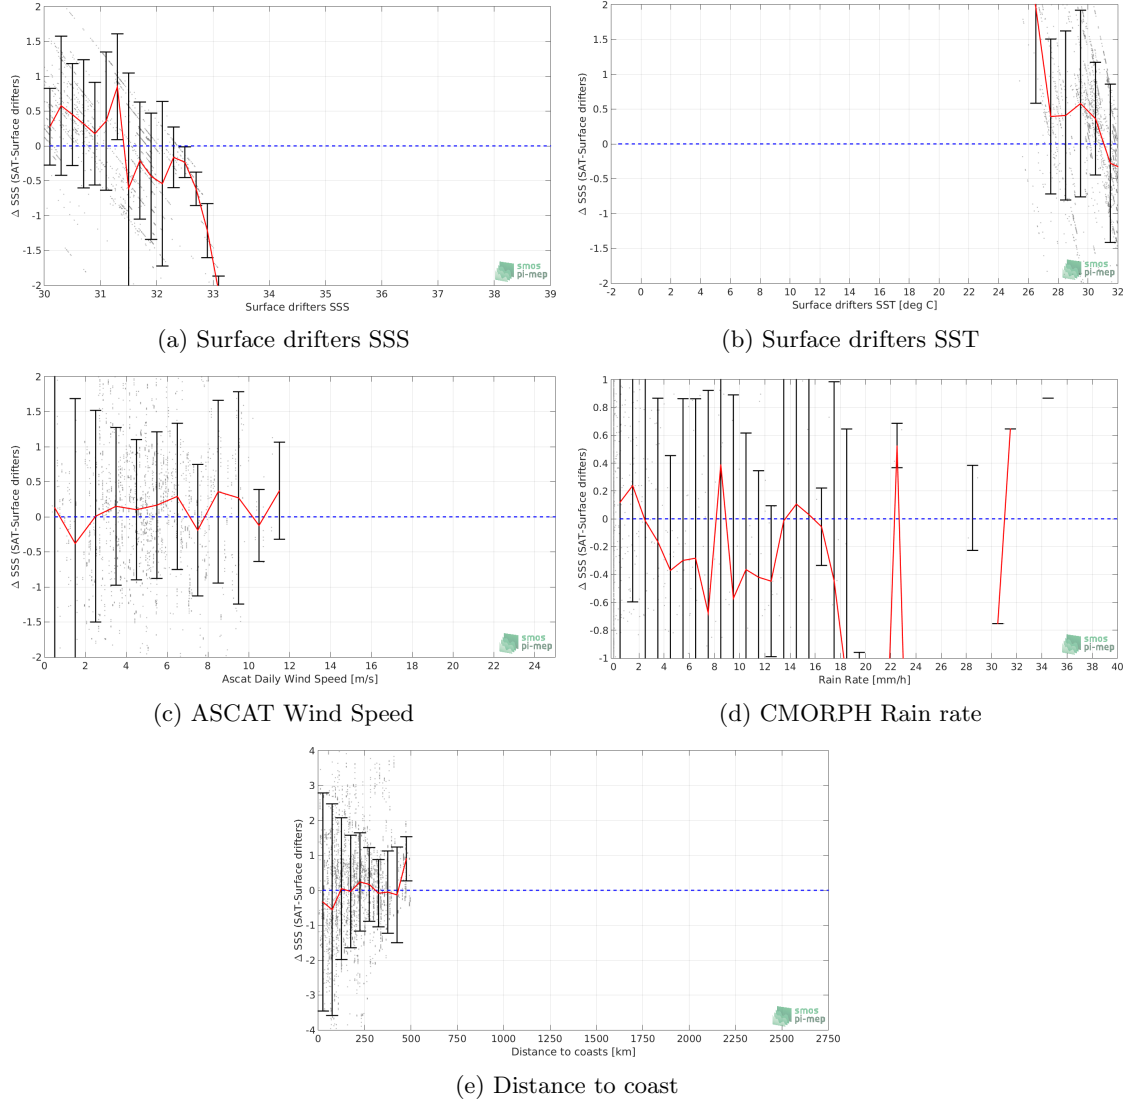 2
1.5
1
0.5
0
-0.5
-1
-1.5
-2
Δ SSS (SAT-Surface drifters)
30 31 32 33 34 35 36 37 38 39
Surface drifters SSS
smos
pi-mep
(a) Surface drifters SSS
2
1.5
1
0.5
0
-0.5
-1
-1.5
-2
Δ SSS (SAT-Surface drifters)
-2 0 2 4 6 8 10 12 14 16 18 20 22 24 26 28 30 32
Surface drifters SST [deg C]
smos
pi-mep
(b) Surface drifters SST
2
1.5
1
0.5
0
-0.5
-1
-1.5
-2
Δ SSS (SAT-Surface drifters)
0 2 4 6 8 10 12 14 16 18 20 22 24
Ascat Daily Wind Speed [m/s]
smos
pi-mep
(c) ASCAT Wind Speed
1
0.8
0.6
0.4
0.2
0
-0.2
-0.4
-0.6
-0.8
-1
Δ SSS (SAT-Surface drifters)
0 2 4 6 8 10 12 14 16 18 20 22 24 26 28 30 32 34 36 38 40
Rain Rate [mm/h]
smos
pi-mep
(d) CMORPH Rain rate
4
3
2
1
0
-1
-2
-3
-4
Δ SSS (SAT-Surface drifters)
0 250 500 750 1000 1250 1500 1750 2000 2250 2500 2750
Distance to coasts [km]
smos
pi-mep
(e) Distance to coast